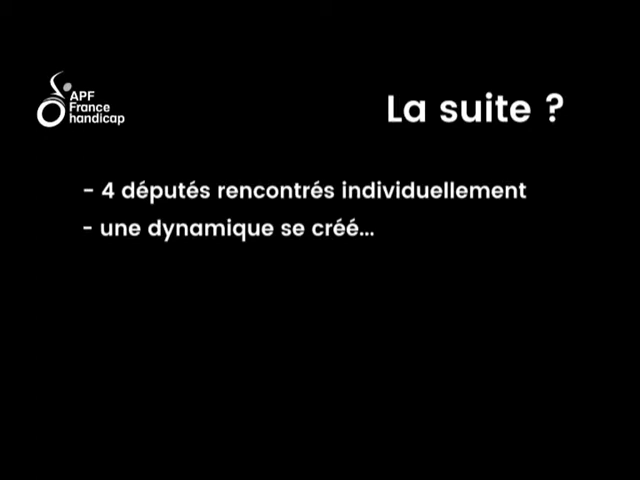 APF
France
handicap
La suite ?
- 4 députés rencontrés individuellement
- une dynamique se créé...